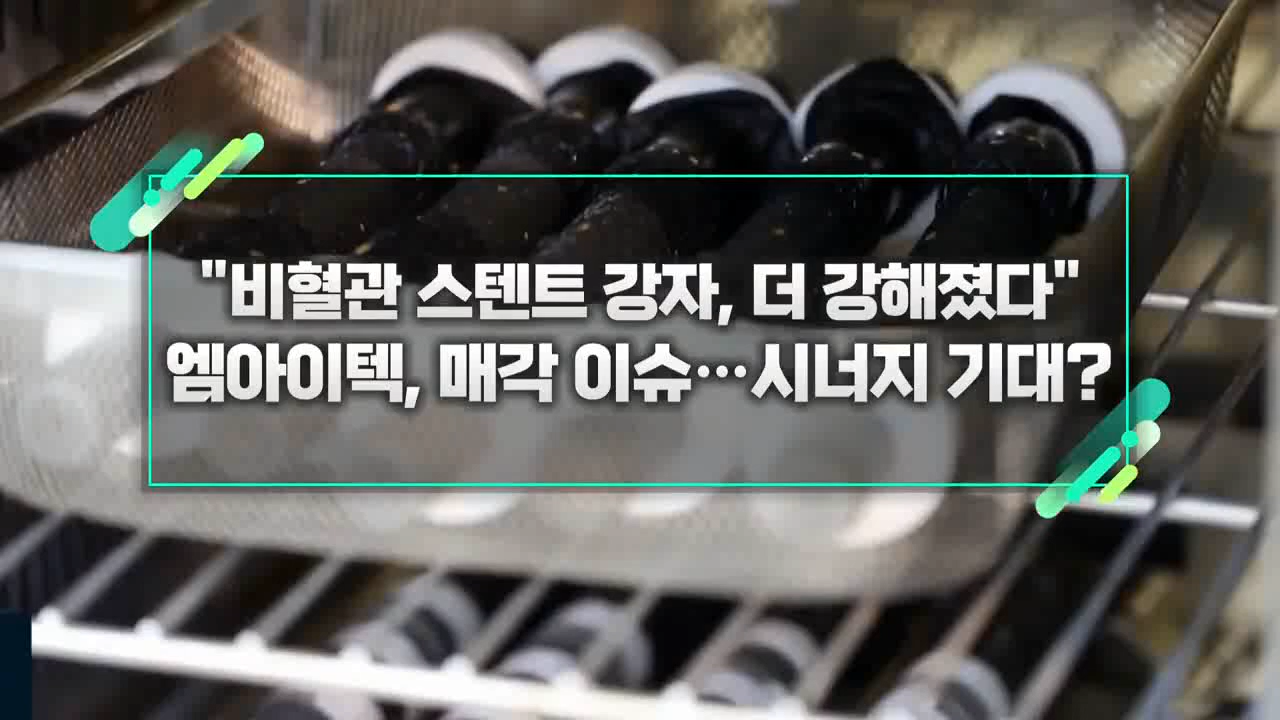 "비혈관 스텐트 강자, 더 강해졌다"
엠아이텍, 매각 이슈…시너지 기대?